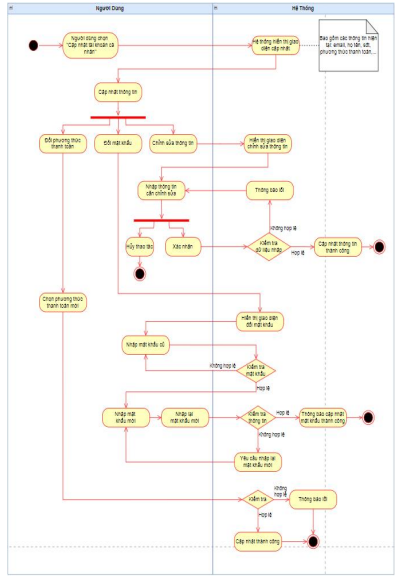 Người Dùng
Hệ Thống
Người dùng chọn
"Cập nhật tài khoản cá
nhân"
Hệ thống hiển thị giao
diện cập nhật
Bao gồm các thông tin hiện
tại: email, họ tên, sđt,
phương thức thanh toán,...
Cập nhật thông tin
Đổi phương thức
thanh toán
Đổi mật khẩu
Chỉnh sửa thông tin
Hiển thị giao diện
chỉnh sửa thông tin
Nhập thông tin
cần chỉnh sửa
Thông báo lỗi
Không hợp lệ
Hủy thao tác
Xác nhận
Kiểm tra
dữ liệu nhập
Hợp lệ
Cập nhật thông tin
thành công
Chọn phương thức
thanh toán mới
Hiển thị giao diện
đổi mật khẩu
Nhập mật khẩu cũ
Không hợp lệ
Kiểm tra
mật khẩu
Hợp lệ
Nhập mật
khẩu mới
Nhập lại
mật khẩu mới
Kiểm tra
thông tin
Hợp lệ
Thông báo cập nhật
mật khẩu thành công
Không hợp lệ
Yêu cầu nhập lại
mật khẩu mới
Kiểm tra
Không
hợp lệ
Thông báo lỗi
Hợp lệ
Cập nhật thành công